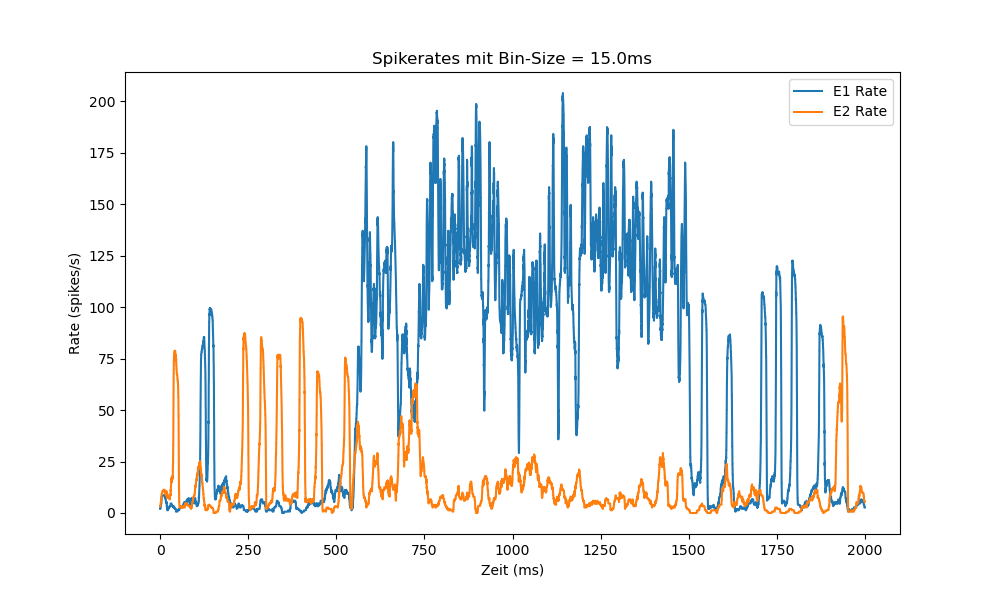 Spikerates mit Bin-Size = 15.0ms
E1 Rate
E2 Rate
200
175
150
125
100
75
50
25
0
Rate (spikes/s)
0 250 500 750 1000 1250 1500 1750 2000
Zeit (ms)